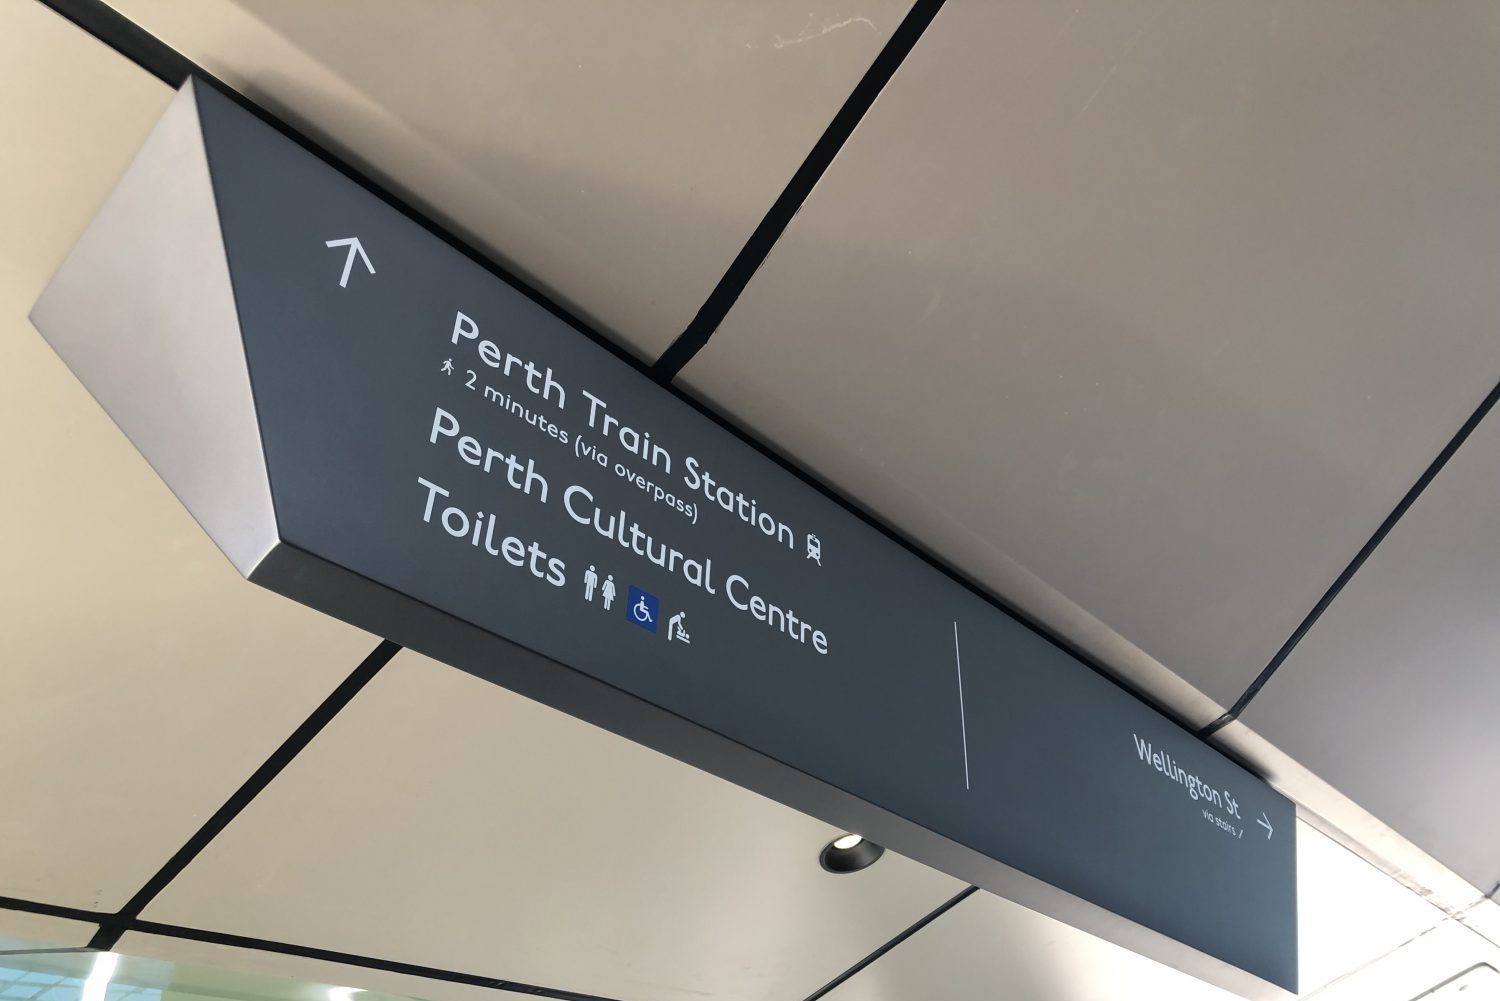 Perth Train Station
2 minutes (via overpass)
Perth Cultural Centre
Toilets
Wellington St
via stairs